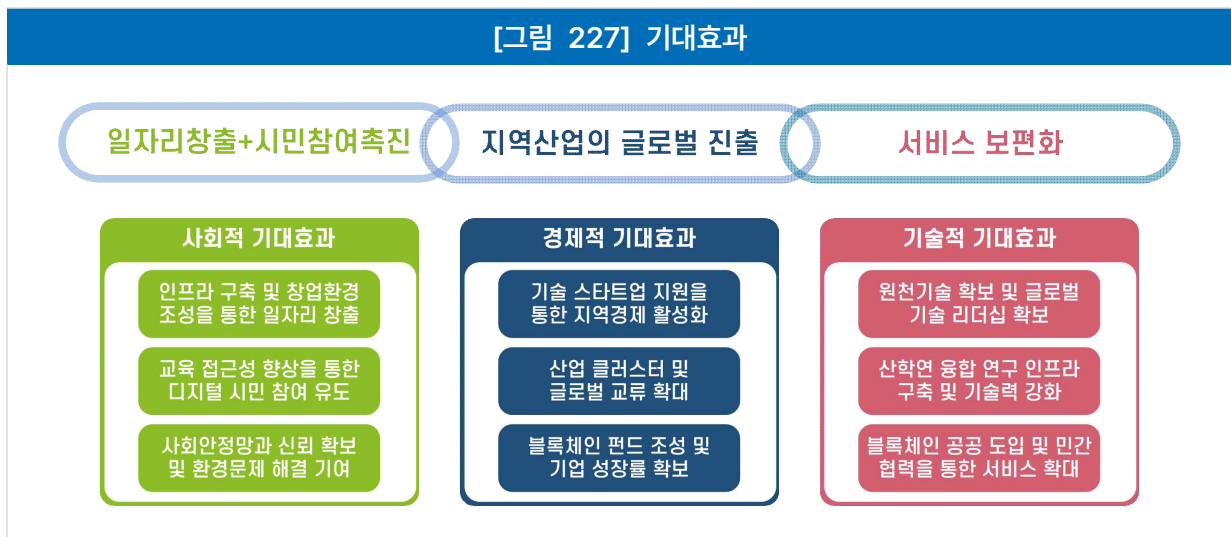 [그림 227] 기대효과
일자리창출+시민참여촉진
지역산업의 글로벌 진출
서비스 보편화
사회적 기대효과
인프라 구축 및 창업환경
조성을 통한 일자리 창출
교육 접근성 향상을 통한
디지털 시민 참여 유도
사회안정망과 신뢰 확보
및 환경문제 해결 기여
경제적 기대효과
기술 스타트업 지원을
통한 지역경제 활성화
산업 클러스터 및
글로벌 교류 확대
블록체인 펀드 조성 및
기업 성장률 확보
기술적 기대효과
원천기술 확보 및 글로벌
기술 리더십 확보
산학연 융합 연구 인프라
구축 및 기술력 강화
블록체인 공공 도입 및 민간
협력을 통한 서비스 확대